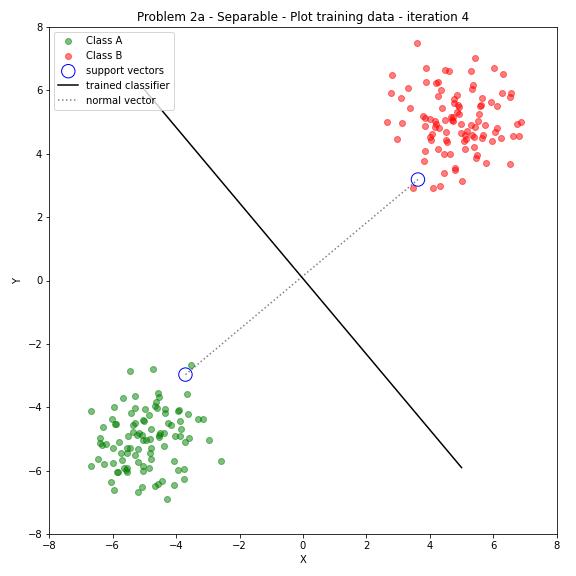 Problem 2a - Separable - Plot training data - iteration 4
Class A
Class B
support vectors
trained classifier
normal vector
8
6
4
2
0
−2
−4
−6
−8
Y
−8 −6 −4 −2 0 2 4 6 8
X